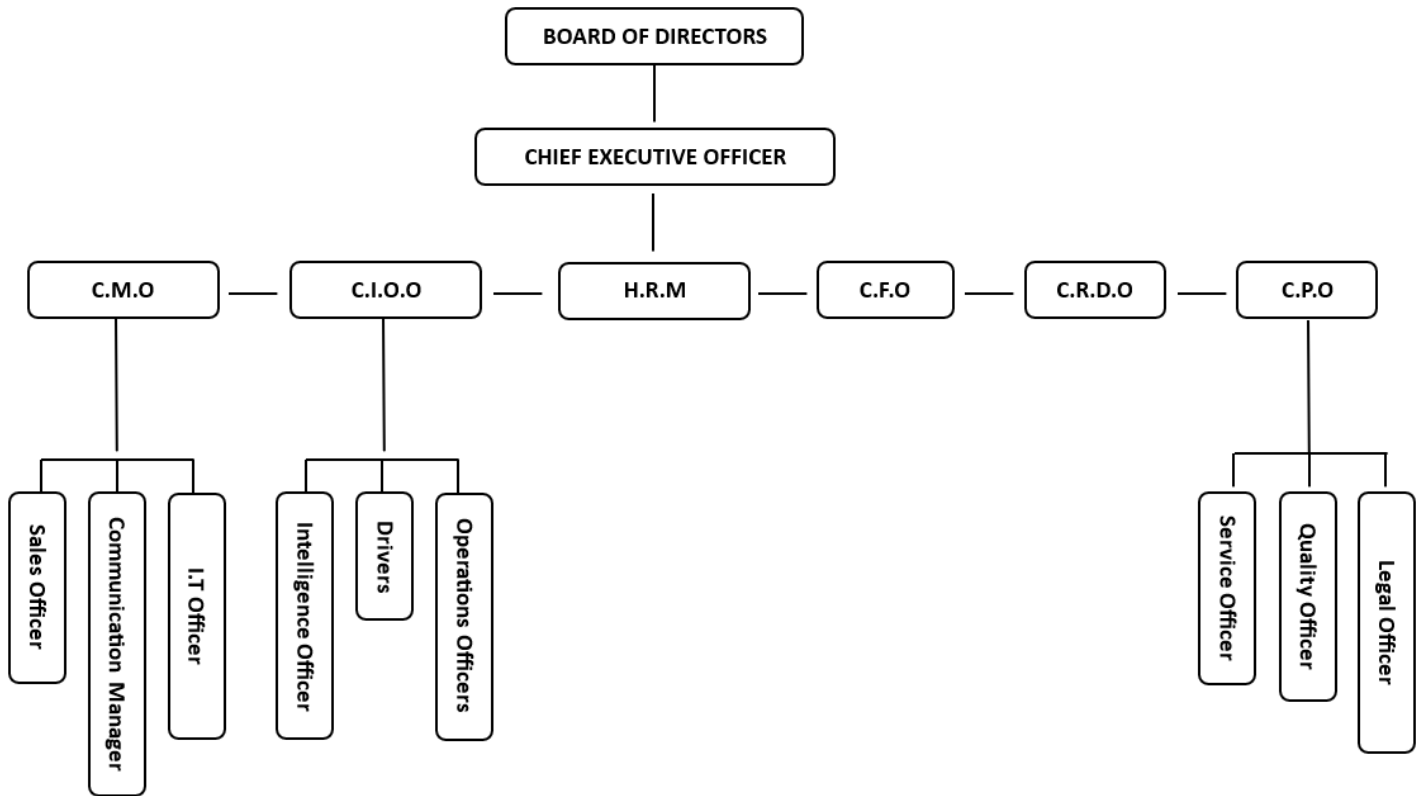 BOARD OF DIRECTORS
CHIEF EXECUTIVE OFFICER
C.M.O
C.I.O.O
H.R.M
C.F.O
C.R.D.O
C.P.O
Sales Officer
Communication Manager
I.T Officer
Intelligence Officer
Drivers
Operations Officers
Service Officer
Quality Officer
Legal Officer